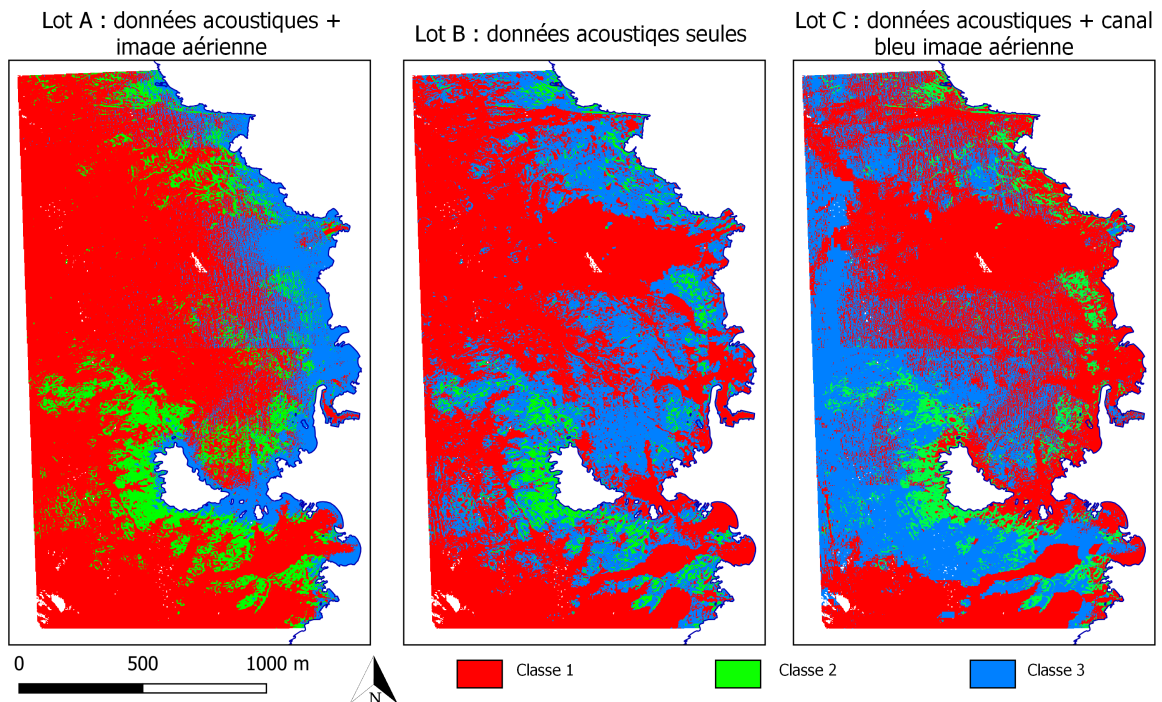 Lot A : données acoustiques +
image aérienne
Lot B : données acoustiqes seules
Lot C : données acoustiques + canal
bleu image aérienne
0 500 1000 m
N
Classe 1
Classe 2
Classe 3